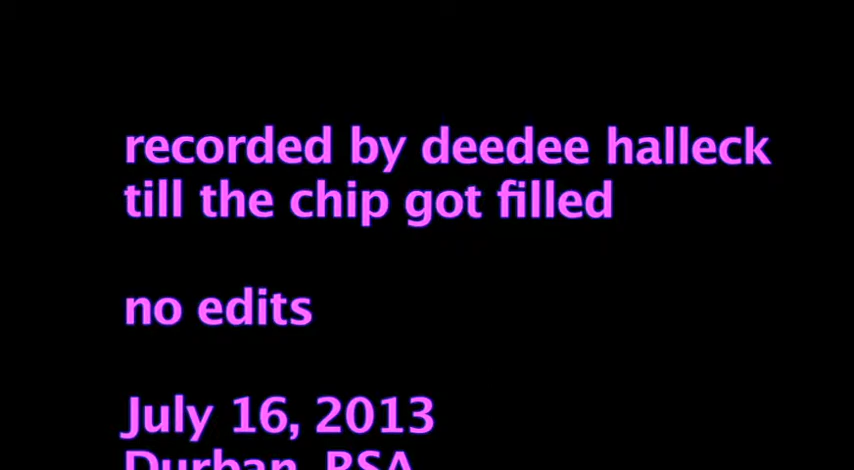 recorded by deedee halleck
till the chip got filled
no edits
July 16, 2013
Durban, RSA